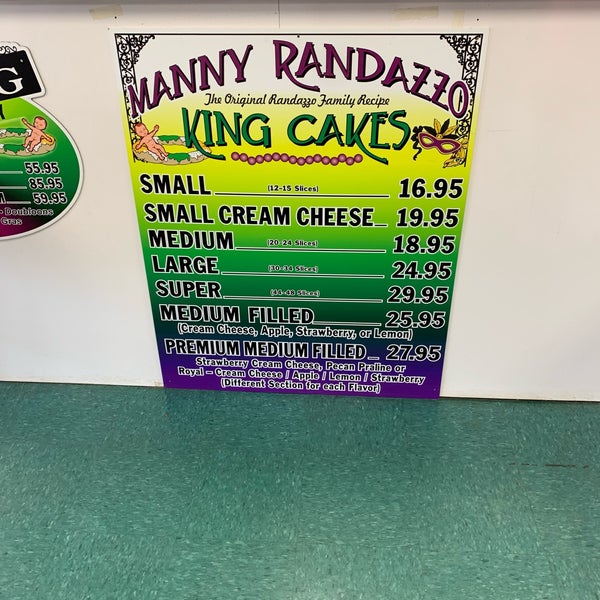 G
55.95
85.95
59.95
Doubloons
Gras
MANNY RANDAZZO
The Original Randazzo Family Recipe
KING CAKES
SMALL (12-15 Slices) 16.95
SMALL CREAM CHEESE 19.95
MEDIUM (20-24 Slices) 18.95
LARGE (30-34 Slices) 24.95
SUPER (44-48 Slices) 29.95
MEDIUM FILLED 25.95
(Cream Cheese, Apple, Strawberry, or Lemon)
PREMIUM MEDIUM FILLED 27.95
Strawberry Cream Cheese, Pecan Praline or
Royal - Cream Cheese / Apple / Lemon / Strawberry
(Different Section for each Flavor)